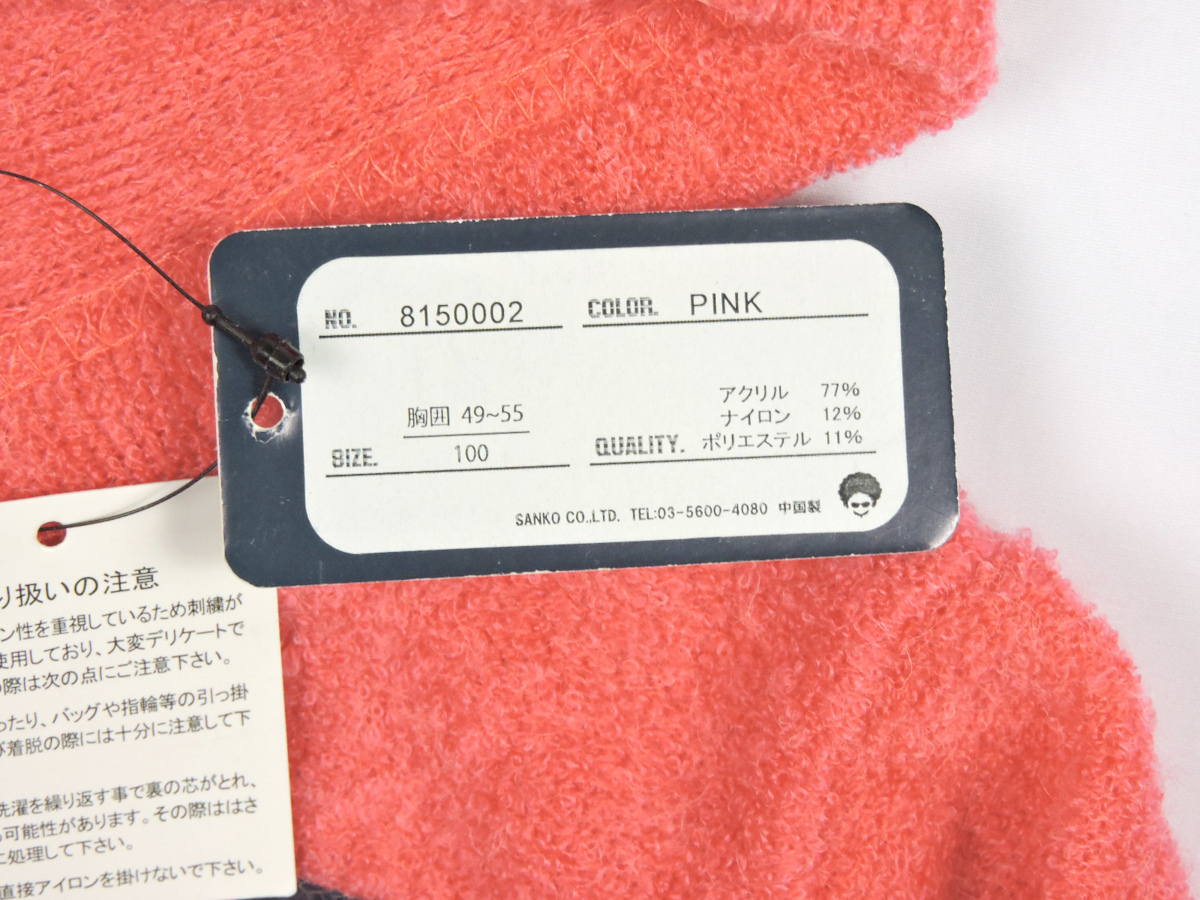 NO. 8150002 COLOR. PINK
胸囲 49~55
SIZE. 100
アクリル 77%
ナイロン 12%
QUALITY. ポリエステル 11%
SANKO CO.,LTD. TEL:03-5600-4080 中国製
り扱いの注意
ン性を重視しているため刺繍が
使用しており、大変デリケートで
の際は次の点にご注意下さい。
ったり、バッグや指輪等の引っ掛
び着脱の際には十分に注意して下
洗濯を繰り返す事で裏の芯がとれ、
る可能性があります。その際ははさ
に処理して下さい。
直接アイロンを掛けないで下さい。